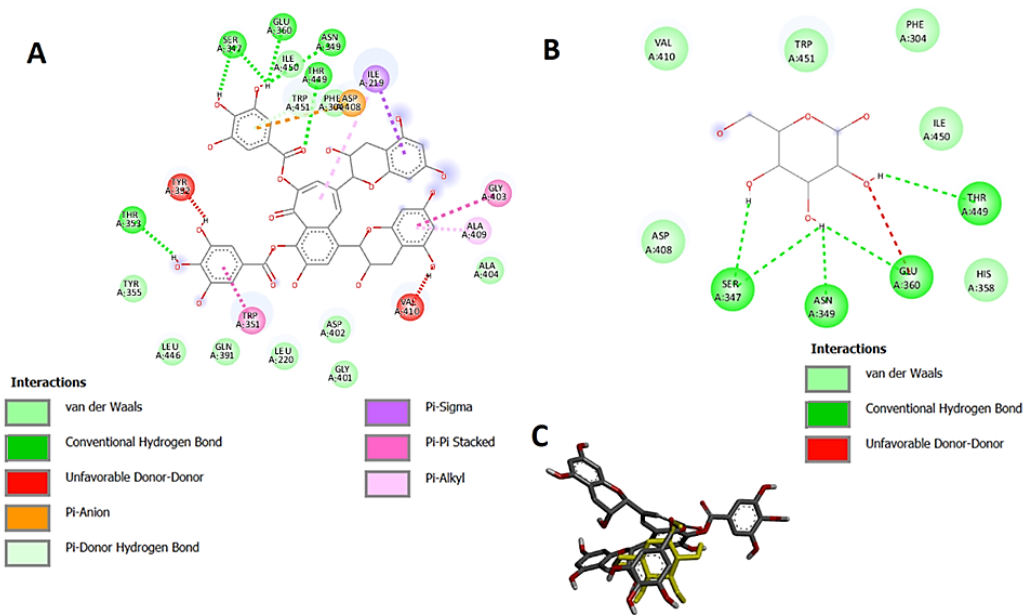 A
SER
A:347
GLU
A:360
ASN
A:349
ILE
A:450
THR
A:449
TRP
A:451
ASP
A:408
ILE
A:219
TYR
A:392
GLY
A:403
THR
ALA
A:409
ALA
A:404
TYR
A:355
VAL
A:410
TRP
A:351
ASP
A:402
LEU
A:446
GLN
A:391
LEU
A:220
GLY
A:401
Interactions
van der Waals
Conventional Hydrogen Bond
Unfavorable Donor-Donor
Pi-Anion
Pi-Donor Hydrogen Bond
Pi-Sigma
Pi-Pi Stacked
Pi-Alkyl
B
VAL
A:410
TRP
A:451
PHE
A:304
ILE
A:450
THR
A:449
ASP
A:408
SER
A:347
ASN
A:349
GLU
A:360
HIS
A:358
Interactions
van der Waals
Conventional Hydrogen Bond
Unfavorable Donor-Donor
C